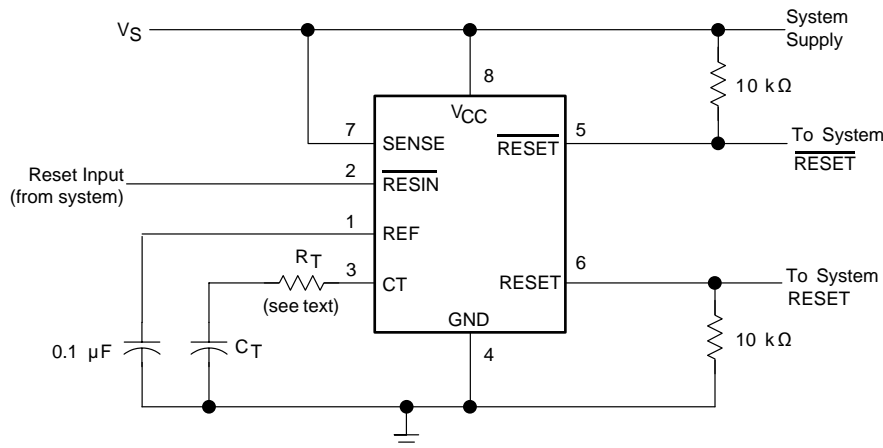 VS
System
Supply
8
10 kΩ
VCC
7
SENSE
RESET
5
To System
RESET
Reset Input
(from system)
2
RESIN
1
REF
RT
3
CT
(see text)
RESET
6
To System
RESET
GND
4
0.1 µF
CT
10 kΩ